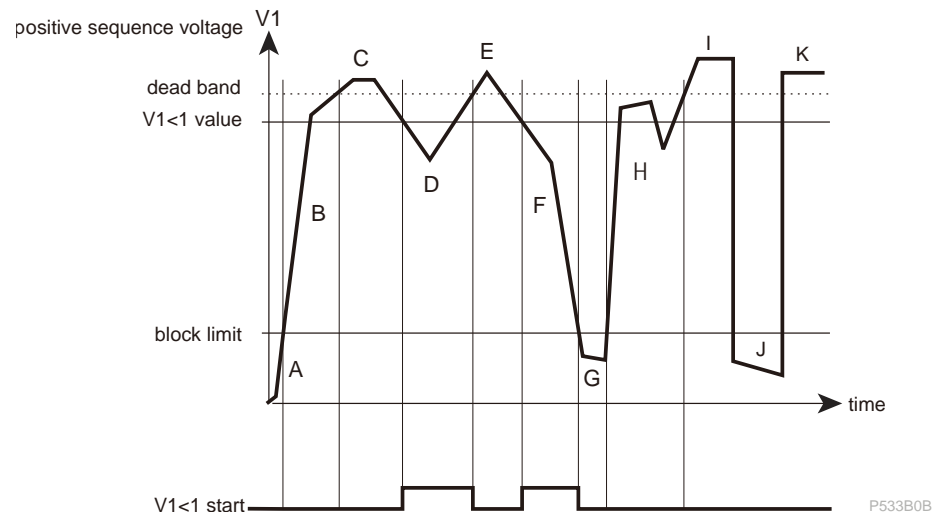 V1
positive sequence voltage
C
E
I
K
dead band
V1<1 value
D
H
B
F
block limit
A
G
J
time
V1<1 start
P533B0B